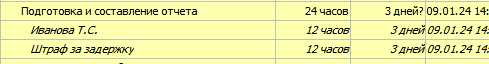 Подготовка и составление отчета 24 часов 3 дней? 09.01.24 14:
Иванова Т.С. 12 часов 3 дней 09.01.24 14:
Штраф за задержку 12 часов 3 дней 09.01.24 14: